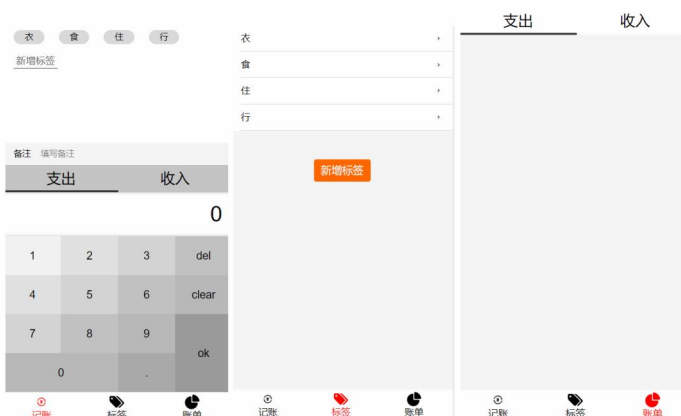 衣 食 住 行
新增标签
备注 填写备注
支出 收入
0
1 2 3 del
4 5 6 clear
7 8 9
ok
0 .
记账 标签 账单
衣
食
住
行
新增标签
记账 标签 账单
支出 收入
记账 标签 账单